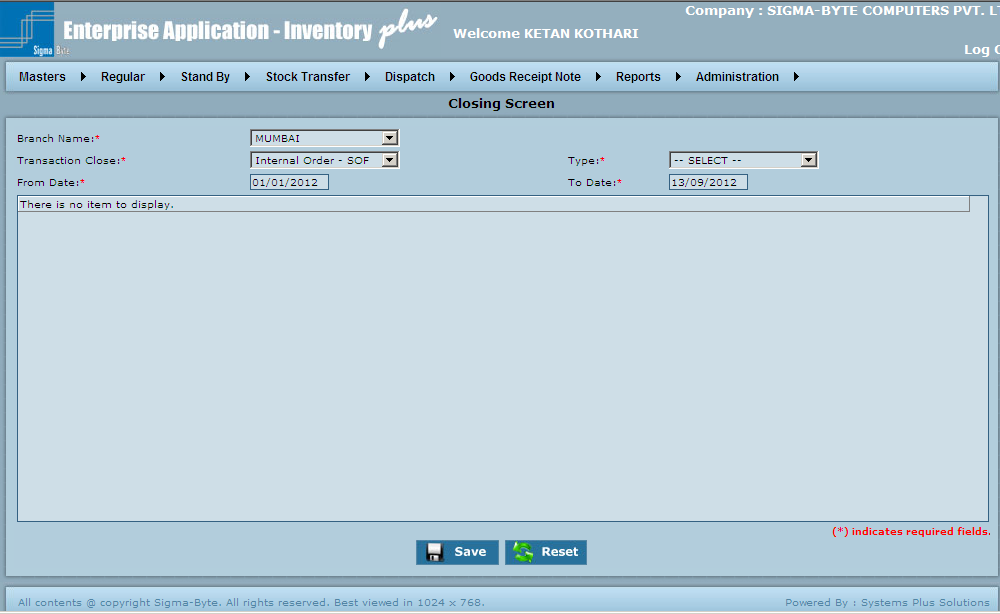 Company : SIGMA-BYTE COMPUTERS PVT.
Enterprise Application - Inventory plus
Welcome KETAN KOTHARI
Sigma Byte
Log
Masters Regular Stand By Stock Transfer Dispatch Goods Receipt Note Reports Administration
Closing Screen
Branch Name:* MUMBAI
Transaction Close:* Internal Order - SOF Type:* -- SELECT --
From Date:* 01/01/2012 To Date:* 13/09/2012
There is no item to display.
(*) indicates required fields.
Save Reset
All contents @ copyright Sigma-Byte. All rights reserved. Best viewed in 1024 x 768. Powered By : Systems Plus Solutions